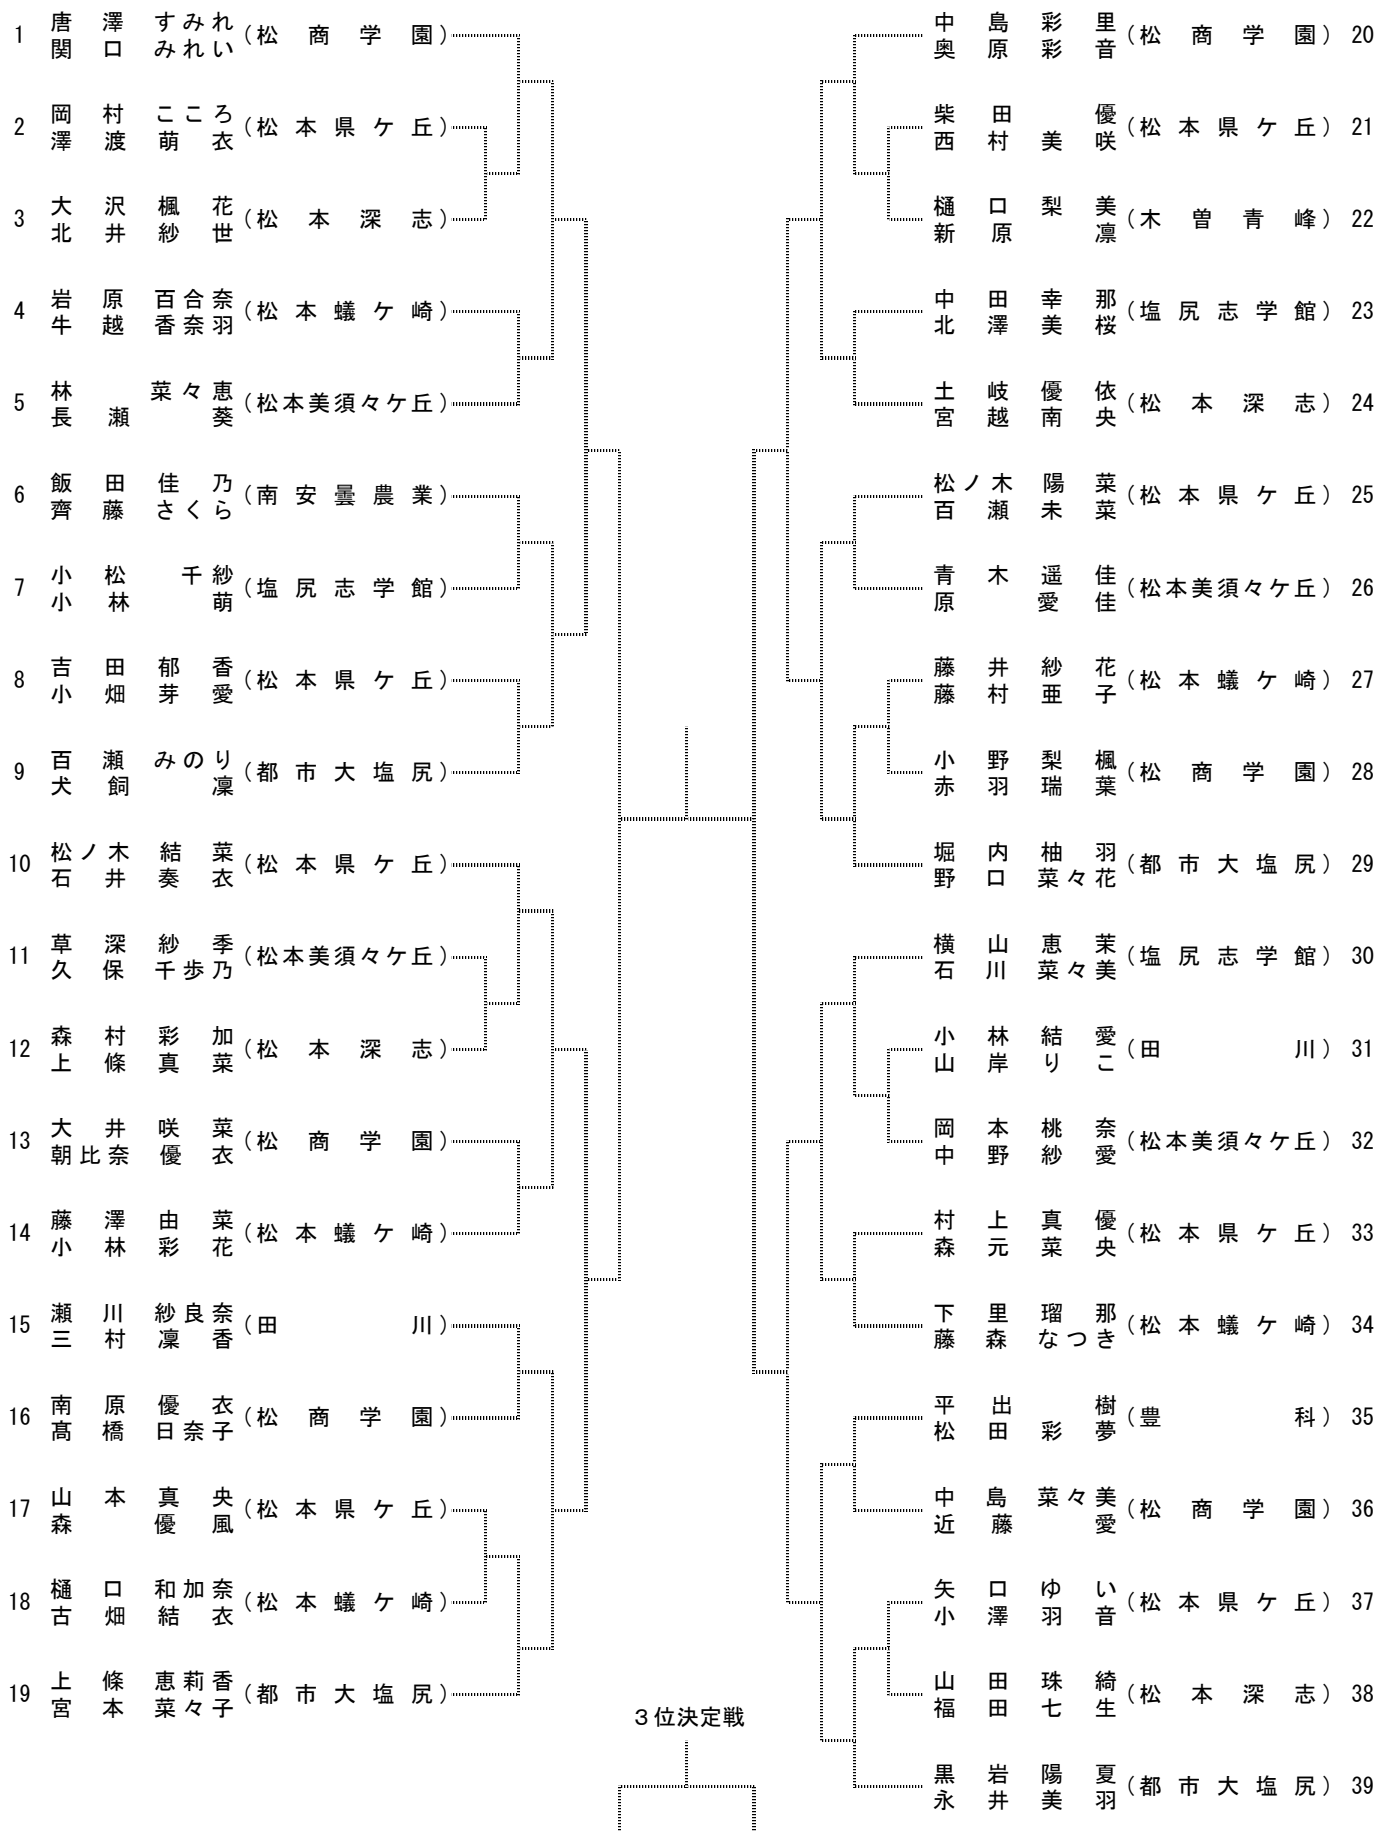 唐澤すみれ
1 (松商学園)
関口みれい
岡村こころ
2 (松本県ケ丘)
澤渡萌衣
大沢楓花
3 (松本深志)
北井紗世
岩原百合奈
4 (松本蟻ケ崎)
牛越香奈羽
林菜々恵
5 (松本美須々ケ丘)
長瀬葵
飯田佳乃
6 (南安曇農業)
齊藤さくら
小松千紗
7 (塩尻志学館)
小林萌
吉田郁香
8 (松本県ケ丘)
小畑芽愛
百瀬みのり
9 (都市大塩尻)
犬飼凜
松ノ木結菜
10 (松本県ケ丘)
石井奏衣
草深紗季
11 (松本美須々ケ丘)
久保千歩乃
森村彩加
12 (松本深志)
上條真菜
大井咲菜
13 (松商学園)
朝比奈優衣
藤澤由菜
14 (松本蟻ケ崎)
小林彩花
瀬川紗良奈
15 (田川)
三村凜香
南原優衣
16 (松商学園)
髙橋日奈子
山本真央
17 (松本県ケ丘)
森優風
樋口和加奈
18 (松本蟻ケ崎)
古畑結衣
上條恵莉香
19 (都市大塩尻)
宮本菜々子
中島彩里
(松商学園) 20
奥原彩音
柴田優
(松本県ケ丘) 21
西村美咲
樋口梨美
(木曽青峰) 22
新原凛
中田幸那
(塩尻志学館) 23
北澤美桜
土岐優依
(松本深志) 24
宮越南央
松ノ木陽菜
(松本県ケ丘) 25
百瀬未菜
青木遥佳
(松本美須々ケ丘) 26
原愛佳
藤井紗花
(松本蟻ケ崎) 27
藤村亜子
小野梨楓
(松商学園) 28
赤羽瑞葉
堀内柚羽
(都市大塩尻) 29
野口菜々花
横山恵茉
(塩尻志学館) 30
石川菜々美
小林結愛
(田川) 31
山岸りこ
岡本桃奈
(松本美須々ケ丘) 32
中野紗愛
村上真優
(松本県ケ丘) 33
森元菜央
下里瑠那
(松本蟻ケ崎) 34
藤森なつき
平出樹
(豊科) 35
松田彩夢
中島菜々美
(松商学園) 36
近藤愛
矢口ゆい
(松本県ケ丘) 37
小澤羽音
山田珠綺
(松本深志) 38
福田七生
黒岩陽夏
(都市大塩尻) 39
永井美羽
3位決定戦